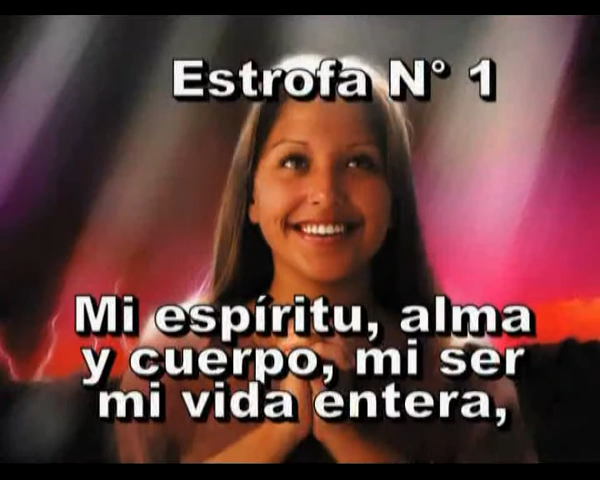 Estrofa N° 1
Mi espíritu, alma
y cuerpo, mi ser
mi vida entera,